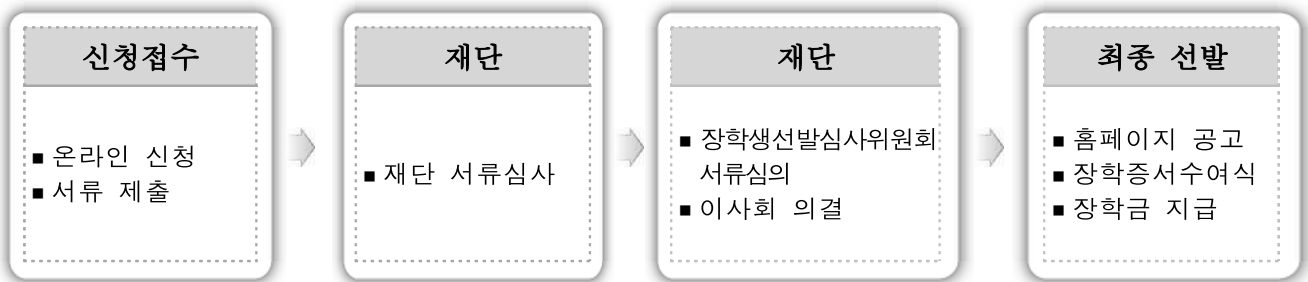 신청접수
■ 온라인 신청
■ 서류 제출
재단
■ 재단 서류심사
재단
■ 장학생선발심사위원회
서류심의
■ 이사회 의결
최종 선발
■ 홈페이지 공고
■ 장학증서수여식
■ 장학금 지급